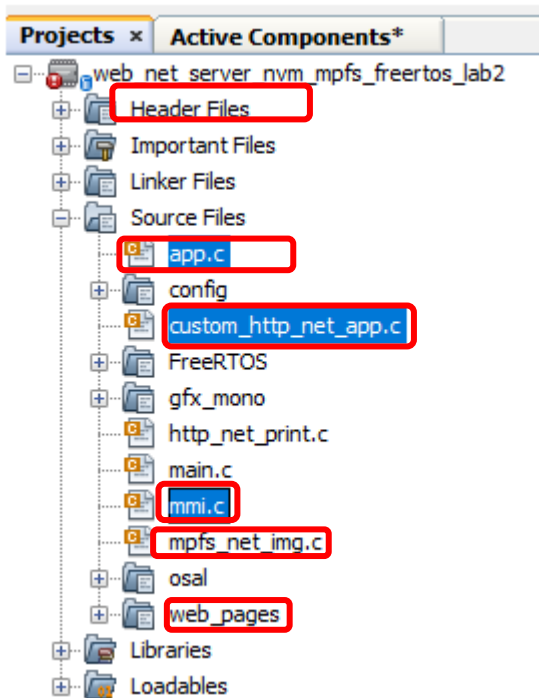 Projects × Active Components*
web_net_server_nvm_mpfs_freertos_lab2
Header Files
Important Files
Linker Files
Source Files
app.c
config
custom_http_net_app.c
FreeRTOS
gfx_mono
http_net_print.c
main.c
mmi.c
mpfs_net_img.c
osal
web_pages
Libraries
Loadables